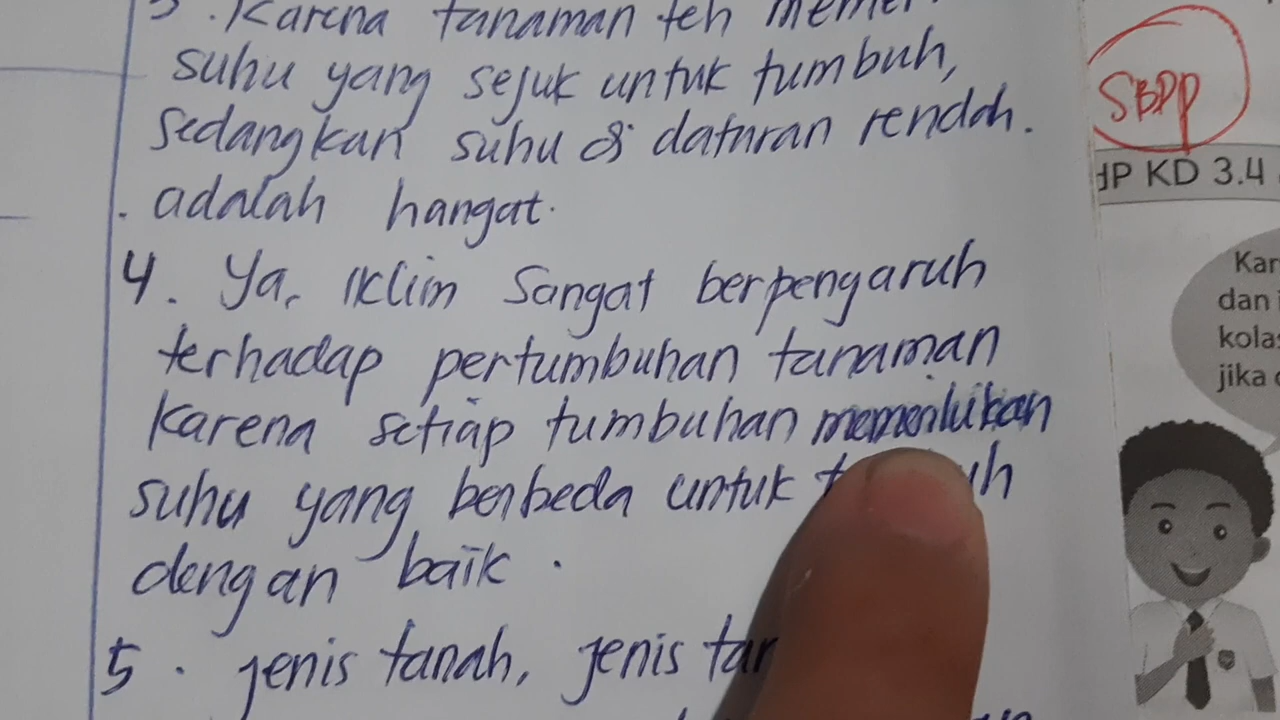 3. Karena tanaman teh
suhu yang sejuk untuk tumbuh,
sedangkan suhu di dataran rendah.
. adalah hangat.
4. Ya, iklim sangat berpengaruh
terhadap pertumbuhan tanaman
karena setiap tumbuhan memerlukan
suhu yang berbeda untuk
dengan baik.
5. jenis tanah, jenis
SBPP
KD 3.4
dan
jika